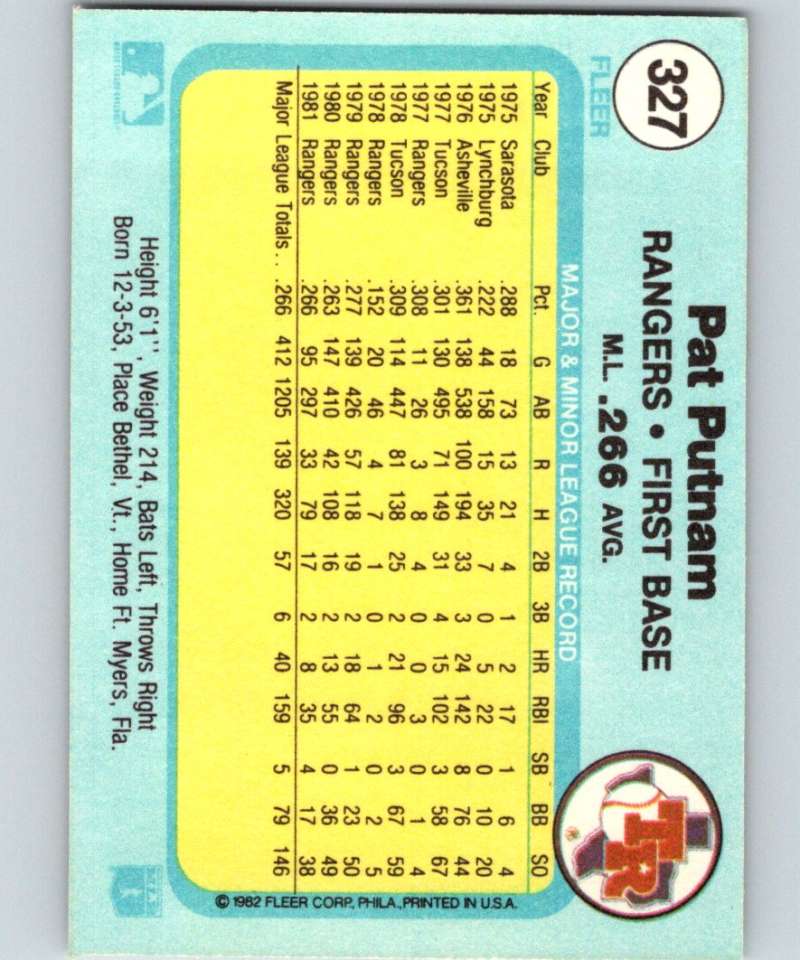 327
FLEER
Pat Putnam
RANGERS • FIRST BASE
M.L. .266 AVG.
MAJOR & MINOR LEAGUE RECORD
Year Club Pct. G AB R H 2B 3B HR RBI SB BB SO
1975 Sarasota .288 18 73 13 21 4 1 2 17 1 6 4
1975 Lynchburg .222 44 158 15 35 7 0 5 22 0 10 20
1976 Asheville .361 138 538 100 194 33 3 24 142 8 76 44
1977 Tucson .301 130 495 71 149 31 4 15 102 3 58 67
1977 Rangers .308 11 26 3 8 4 0 0 3 0 1 4
1978 Tucson .309 114 447 81 138 25 2 21 96 3 67 59
1978 Rangers .152 20 46 4 7 1 0 1 2 0 2 5
1979 Rangers .277 139 426 57 118 19 2 18 64 1 23 50
1980 Rangers .263 147 410 42 108 16 2 13 55 0 36 49
1981 Rangers .266 95 297 33 79 17 2 8 35 4 17 38
Major League Totals . . .266 412 1205 139 320 57 6 40 159 5 79 146
© 1982 FLEER CORP., PHILA., PRINTED IN U.S.A.
Height 6'1", Weight 214, Bats Left, Throws Right
Born 12-3-53, Place Bethel, Vt., Home Ft. Myers, Fla.
TR